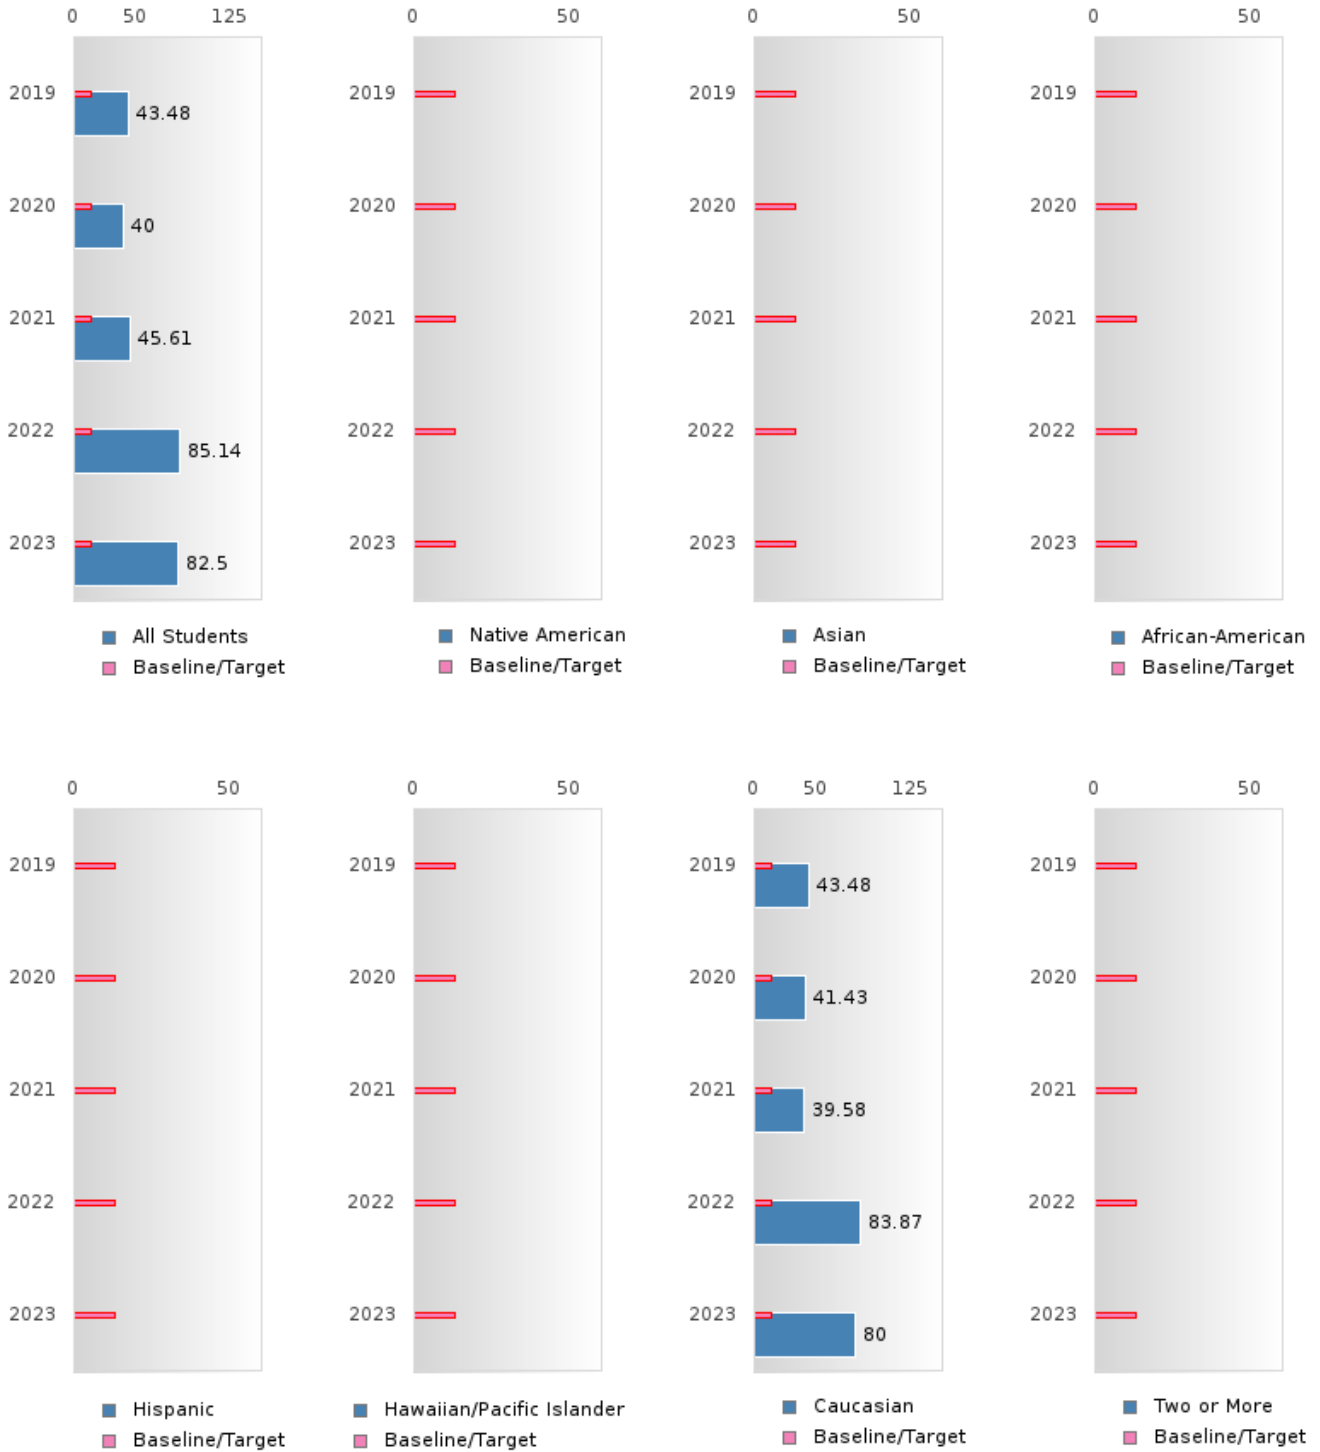 0 50 125
2019 43.48
2020 40
2021 45.61
2022 85.14
2023 82.5
All Students
Baseline/Target
0 50
2019
2020
2021
2022
2023
Native American
Baseline/Target
0 50
2019
2020
2021
2022
2023
Asian
Baseline/Target
0 50
2019
2020
2021
2022
2023
African-American
Baseline/Target
0 50
2019
2020
2021
2022
2023
Hispanic
Baseline/Target
0 50
2019
2020
2021
2022
2023
Hawaiian/Pacific Islander
Baseline/Target
0 50 125
2019 43.48
2020 41.43
2021 39.58
2022 83.87
2023 80
Caucasian
Baseline/Target
0 50
2019
2020
2021
2022
2023
Two or More
Baseline/Target